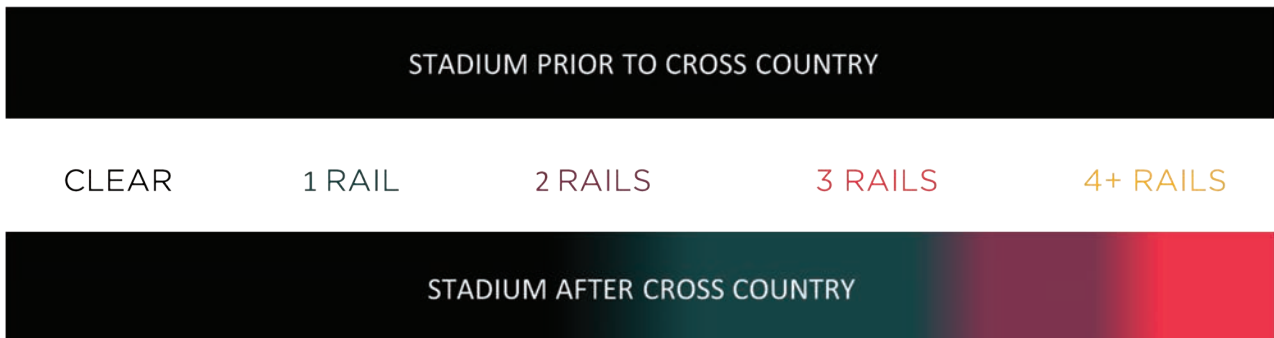 STADIUM PRIOR TO CROSS COUNTRY
CLEAR 1 RAIL 2 RAILS 3 RAILS 4+ RAILS
STADIUM AFTER CROSS COUNTRY